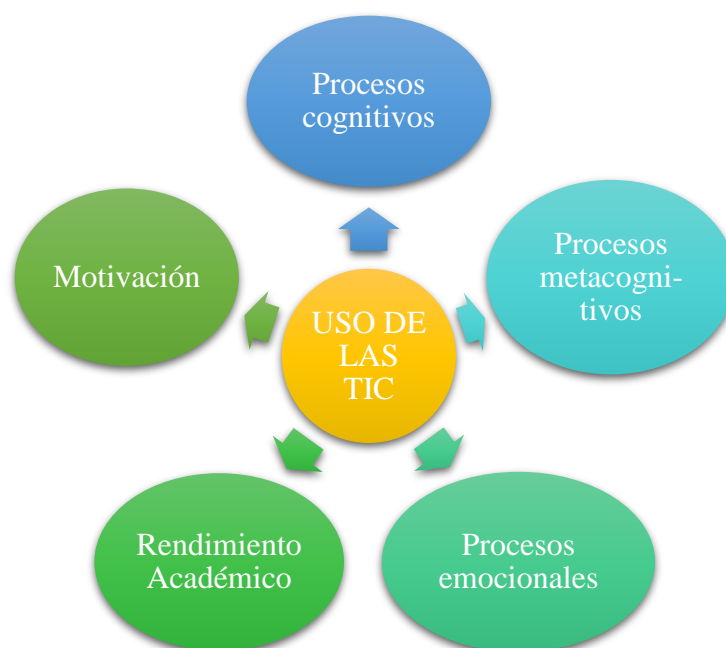 Procesos
cognitivos
Motivación
Procesos
metacogni-
tivos
USO DE
LAS
TIC
Rendimiento
Académico
Procesos
emocionales